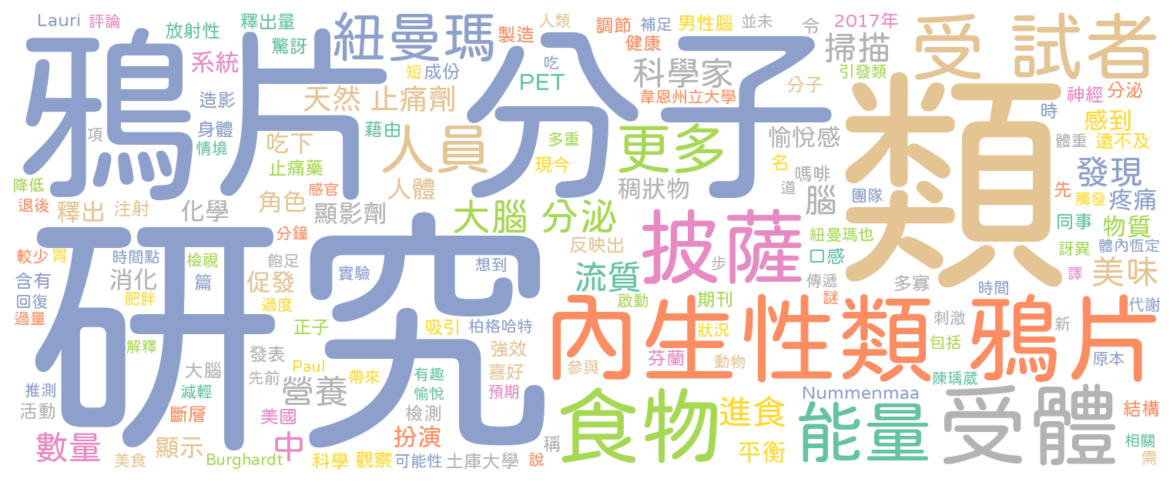 Lauri 評論
放射性
釋出量
驚訝
系統
造影
身體
情境
鴉片
紐曼瑪
分子
製造
人類
短 成份
天然 止痛劑
藉由
吃下
止痛藥
項
人員
PET
吃
多重
現今
調節
健康
補足
男性腦
並未
科學家
韋恩州立大學
更多
令
2017年
掃描
引發類
分子
愉悅感
名
嗎啡
道
腦
受 試者
神經
分泌
時
感到
體重
遠不及
發現
先
觸發
疼痛
團隊
類
降低
退後
釋出
注射
化學
角色
感官
顯影劑
人體
大腦 分泌
稠狀物
反映出
披薩
步
紐曼瑪也
口感
傳遞
謎
多寡
同事
物質
訝異
體內恆定
譯
美味
研究
較少
胃
時間點
檢視
飽足
分鐘
含有
消化
篇
促發
實驗
想到
流質
啟動
期刊
回復
過量
肥胖
過度
正子
吸引
柏格哈特
狀況
內生性類 鴉片
時間
代謝
刺激
新
包括
原本
解釋
大腦
發表
強效
芬蘭
動物
推測
減輕
先前
Paul
帶來
有趣
愉悅
喜好
預期
參與
陳瑀葳
活動
斷層
美國
營養
檢測
食物
進食
Nummenmaa
能量
受體
結構
數量
顯示
中
扮演
稱
平衡
相關
美食
Burghardt
科學 觀察
可能性
土庫大學
說
需